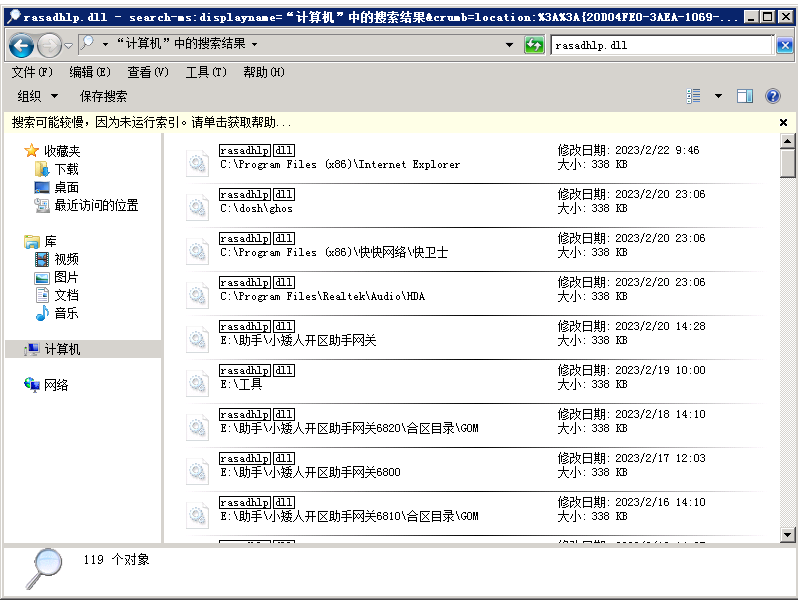 rasadhlp.dll - search-ms:displayname=“计算机”中的搜索结果&crumb=location:%3A%3A{20D04FE0-3AEA-1069-...
“计算机”中的搜索结果
rasadhlp.dll
文件(F) 编辑(E) 查看(V) 工具(T) 帮助(H)
组织 保存搜索
搜索可能较慢，因为未运行索引。请单击获取帮助...
收藏夹
下载
桌面
最近访问的位置
库
视频
图片
文档
音乐
计算机
网络
rasadhlp.dll 修改日期: 2023/2/22 9:46
C:\Program Files (x86)\Internet Explorer 大小: 338 KB
rasadhlp.dll 修改日期: 2023/2/20 23:06
C:\dosh\ghos 大小: 338 KB
rasadhlp.dll 修改日期: 2023/2/20 23:06
C:\Program Files (x86)\快快网络\快卫士 大小: 338 KB
rasadhlp.dll 修改日期: 2023/2/20 23:06
C:\Program Files\Realtek\Audio\HDA 大小: 338 KB
rasadhlp.dll 修改日期: 2023/2/20 14:28
E:\助手\小矮人开区助手网关 大小: 338 KB
rasadhlp.dll 修改日期: 2023/2/19 10:00
E:\工具 大小: 338 KB
rasadhlp.dll 修改日期: 2023/2/18 14:10
E:\助手\小矮人开区助手网关6820\合区目录\GOM 大小: 338 KB
rasadhlp.dll 修改日期: 2023/2/17 12:03
E:\助手\小矮人开区助手网关6800 大小: 338 KB
rasadhlp.dll 修改日期: 2023/2/16 14:10
E:\助手\小矮人开区助手网关6810\合区目录\GOM 大小: 338 KB
119 个对象